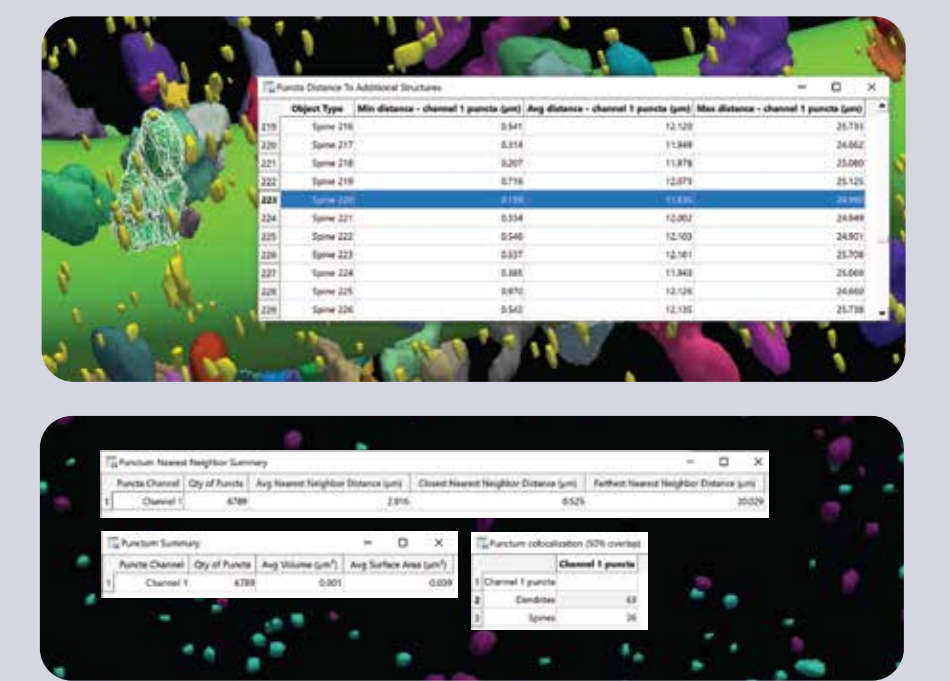 Puncta Distance To Additional Structures
Object Type Min distance - channel 1 puncta (µm) Avg distance - channel 1 puncta (µm) Max distance - channel 1 puncta (µm)
219 Spine 216 0.541 12.120 25.733
220 Spine 217 0.314 11.949 24.662
221 Spine 218 0.207 11.978 25.080
222 Spine 219 0.716 12.073 25.125
223 Spine 220
224 Spine 221 0.334 12.002 24.949
225 Spine 222 0.540 12.103 24.901
226 Spine 223 0.537 12.161 25.708
227 Spine 224 0.385 11.940 25.069
228 Spine 225 0.970 12.126 24.660
229 Spine 226 0.542 12.135 25.738
Punctum Nearest Neighbor Summary
Puncta Channel Qty of Puncta Avg Nearest Neighbor Distance (µm) Closest Nearest Neighbor Distance (µm) Farthest Nearest Neighbor Distance (µm)
1 Channel 1 6789 2.916 0.525 20.029
Punctum Summary
Puncta Channel Qty of Puncta Avg Volume (µm³) Avg Surface Area (µm²)
1 Channel 1 6789 0.001 0.039
Punctum colocalization (50% overlap)
Channel 1 puncta
1 Channel 1 puncta
2 Dendrites 63
3 Spines 26